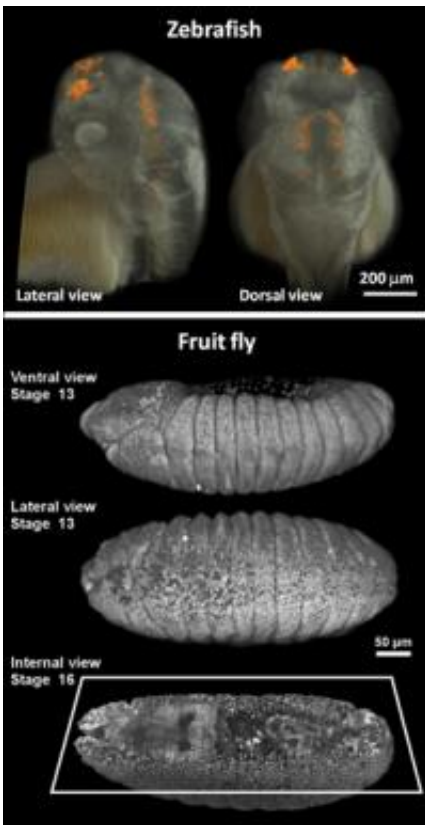 Zebrafish
Lateral view
Dorsal view
200 µm
Fruit fly
Ventral view
Stage 13
Lateral view
Stage 13
50 µm
Internal view
Stage 16